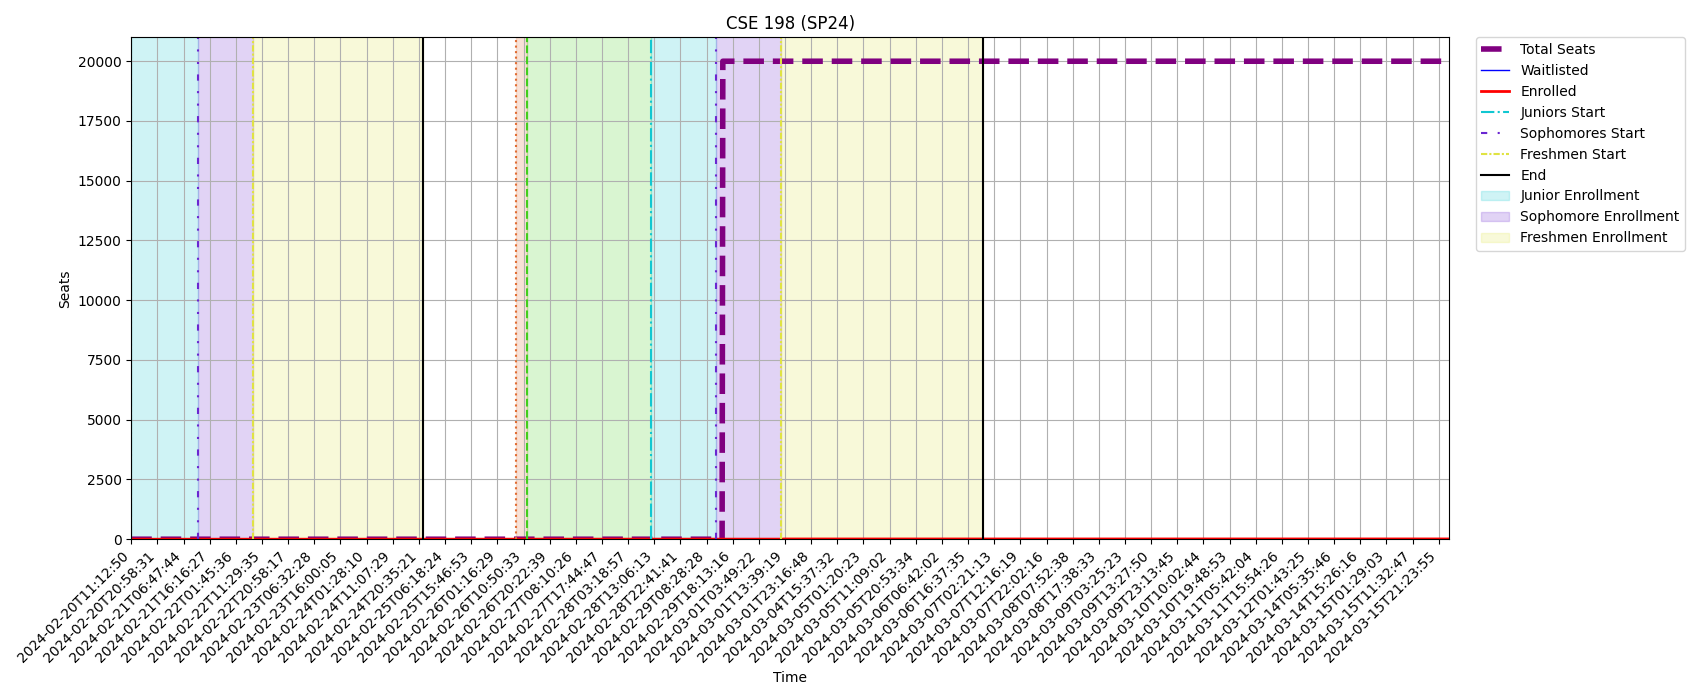 CSE 198 (SP24)
Total Seats
Waitlisted
Enrolled
Juniors Start
Sophomores Start
Freshmen Start
End
Junior Enrollment
Sophomore Enrollment
Freshmen Enrollment
Seats
20000
17500
15000
12500
10000
7500
5000
2500
0
2024-02-20T11:12:50
2024-02-20T20:58:31
2024-02-21T06:47:44
2024-02-21T16:16:27
2024-02-22T01:45:36
2024-02-22T11:29:35
2024-02-22T20:58:17
2024-02-23T06:32:28
2024-02-23T16:00:05
2024-02-24T01:28:10
2024-02-24T11:07:29
2024-02-24T20:35:21
2024-02-25T06:18:24
2024-02-25T15:46:53
2024-02-26T01:16:29
2024-02-26T10:50:33
2024-02-26T20:22:39
2024-02-27T08:10:26
2024-02-27T17:44:47
2024-02-28T03:18:57
2024-02-28T13:06:13
2024-02-28T22:41:41
2024-02-29T08:28:28
2024-02-29T18:13:16
2024-03-01T03:49:22
2024-03-01T13:39:19
2024-03-01T23:16:48
2024-03-04T15:37:32
2024-03-05T01:20:23
2024-03-05T11:09:02
2024-03-05T20:53:34
2024-03-06T06:42:02
2024-03-06T16:37:35
2024-03-07T02:21:13
2024-03-07T12:16:19
2024-03-07T22:02:16
2024-03-08T07:52:38
2024-03-08T17:38:33
2024-03-09T03:25:23
2024-03-09T13:27:50
2024-03-09T23:13:45
2024-03-10T10:02:44
2024-03-10T19:48:53
2024-03-11T05:42:04
2024-03-11T15:54:26
2024-03-12T01:43:25
2024-03-14T05:35:46
2024-03-14T15:26:16
2024-03-15T01:29:03
2024-03-15T11:32:47
2024-03-15T21:23:55
Time